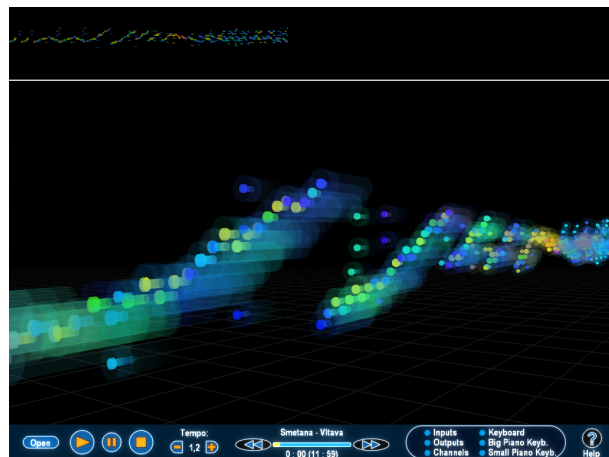 Open
Tempo:
- 1,2 +
Smetana - Vltava
0 : 00 (11 : 59)
Inputs
Outputs
Channels
Keyboard
Big Piano Keyb.
Small Piano Keyb.
?
Help